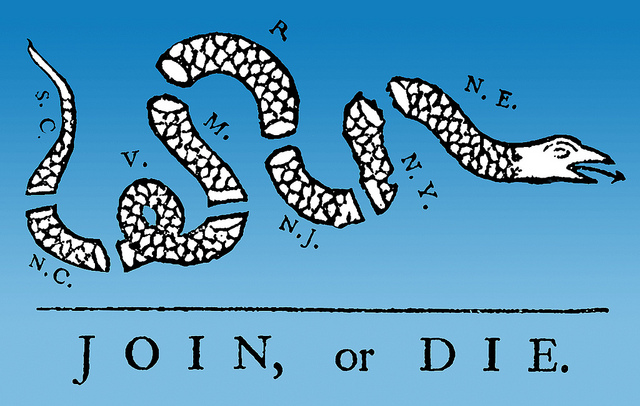 R
N. E.
S. C.
M.
V.
N.Y.
N.J.
N.C.
JOIN, or DIE.